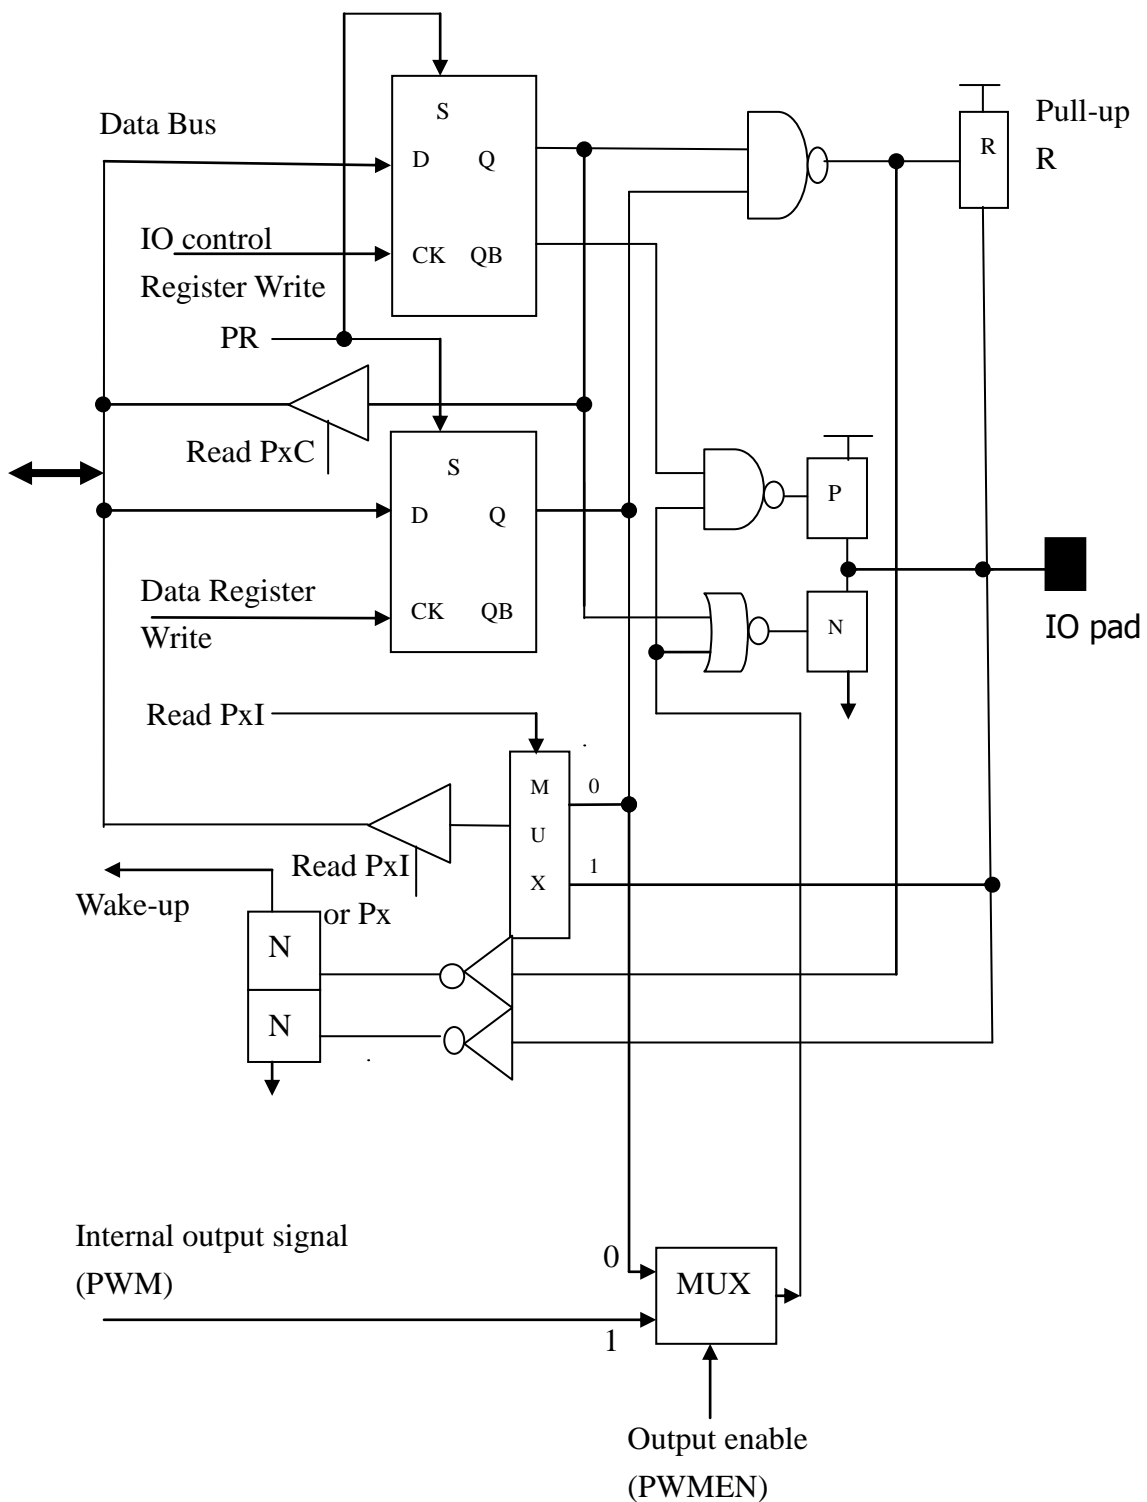 Data Bus
S
D Q
CK QB
IO control
Register Write
PR
Pull-up
R
R
Read PxC
S
D Q
CK QB
Data Register
Write
P
N
IO pad
Read PxI
M
U
X
0
1
Read PxI
or Px
Wake-up
N
N
Internal output signal
(PWM)
0
1
MUX
Output enable
(PWMEN)